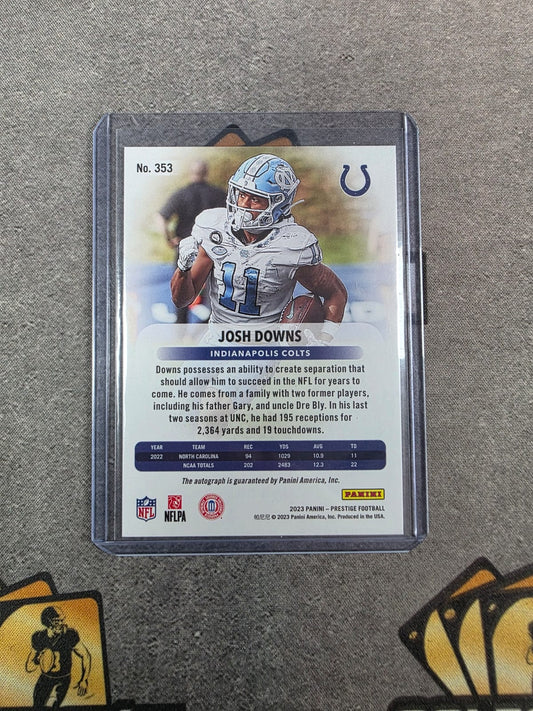 No. 353
NC
11
JOSH DOWNS
INDIANAPOLIS COLTS
Downs possesses an ability to create separation that
should allow him to succeed in the NFL for years to
come. He comes from a family with two former players,
including his father Gary, and uncle Dre Bly. In his last
two seasons at UNC, he had 195 receptions for
2,364 yards and 19 touchdowns.
YEAR TEAM REC YDS AVG TD
2022 NORTH CAROLINA 94 1029 10.9 11
NCAA TOTALS 202 2483 12.3 22
The autograph is guaranteed by Panini America, Inc.
PANINI
NFL NFLPA
2023 PANINI – PRESTIGE FOOTBALL
© 2023 Panini America, Inc. Produced in the USA.